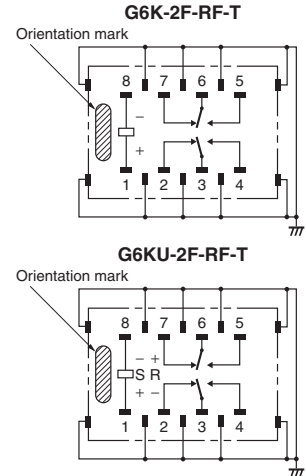 G6K-2F-RF-T
Orientation mark
8 7 6 5
−
+
1 2 3 4
G6KU-2F-RF-T
Orientation mark
8 7 6 5
− +
S R
+ −
1 2 3 4